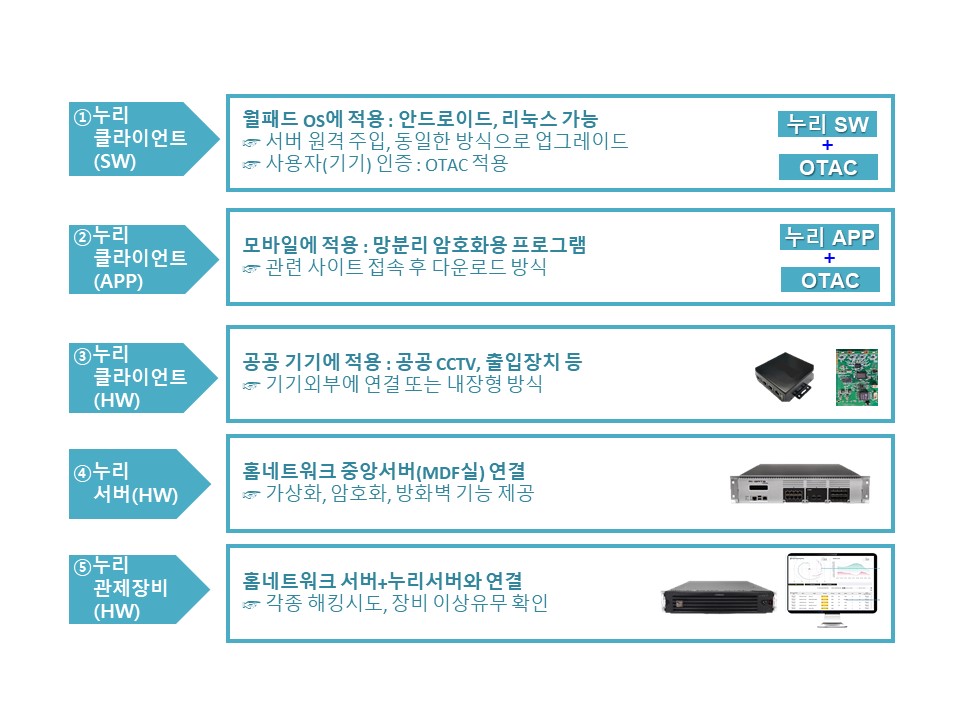 ①누리
클라이언트
(SW)
월패드 OS에 적용 : 안드로이드, 리눅스 가능
☞ 서버 원격 주입, 동일한 방식으로 업그레이드
☞ 사용자(기기) 인증 : OTAC 적용
누리 SW
+
OTAC
②누리
클라이언트
(APP)
모바일에 적용 : 망분리 암호화용 프로그램
☞ 관련 사이트 접속 후 다운로드 방식
누리 APP
+
OTAC
③누리
클라이언트
(HW)
공공 기기에 적용 : 공공 CCTV, 출입장치 등
☞ 기기외부에 연결 또는 내장형 방식
④누리
서버(HW)
홈네트워크 중앙서버(MDF실) 연결
☞ 가상화, 암호화, 방화벽 기능 제공
⑤누리
관제장비
(HW)
홈네트워크 서버+누리서버와 연결
☞ 각종 해킹시도, 장비 이상유무 확인